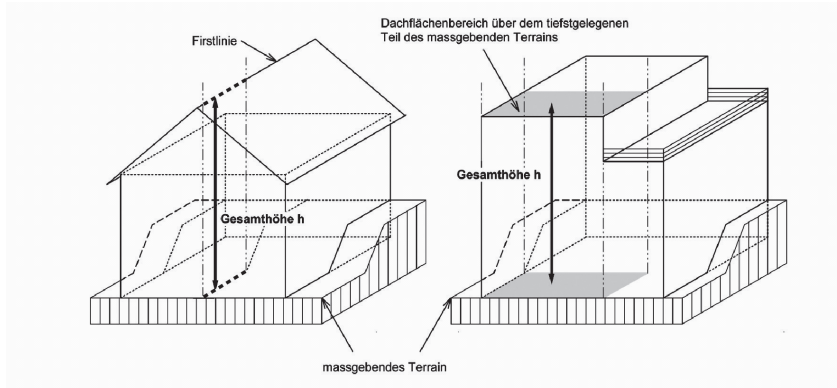 Firstlinie
Dachflächenbereich über dem tiefstgelegenen
Teil des massgebenden Terrains
Gesamthöhe h
Gesamthöhe h
massgebendes Terrain